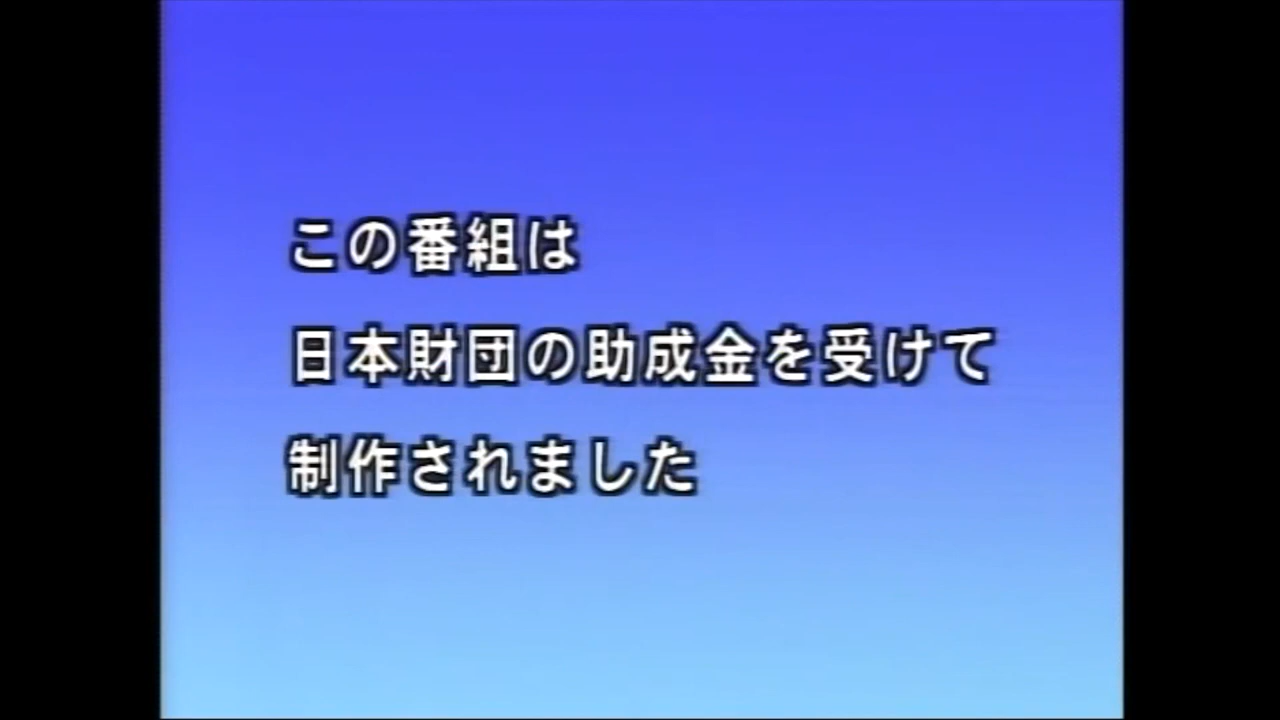 この番組は
日本財団の助成金を受けて
制作されました